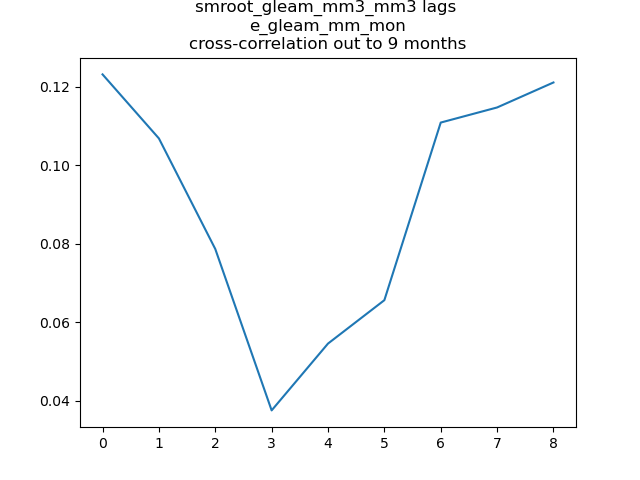 smroot_gleam_mm3_mm3 lags
e_gleam_mm_mon
cross-correlation out to 9 months
0.12
0.10
0.08
0.06
0.04
0 1 2 3 4 5 6 7 8